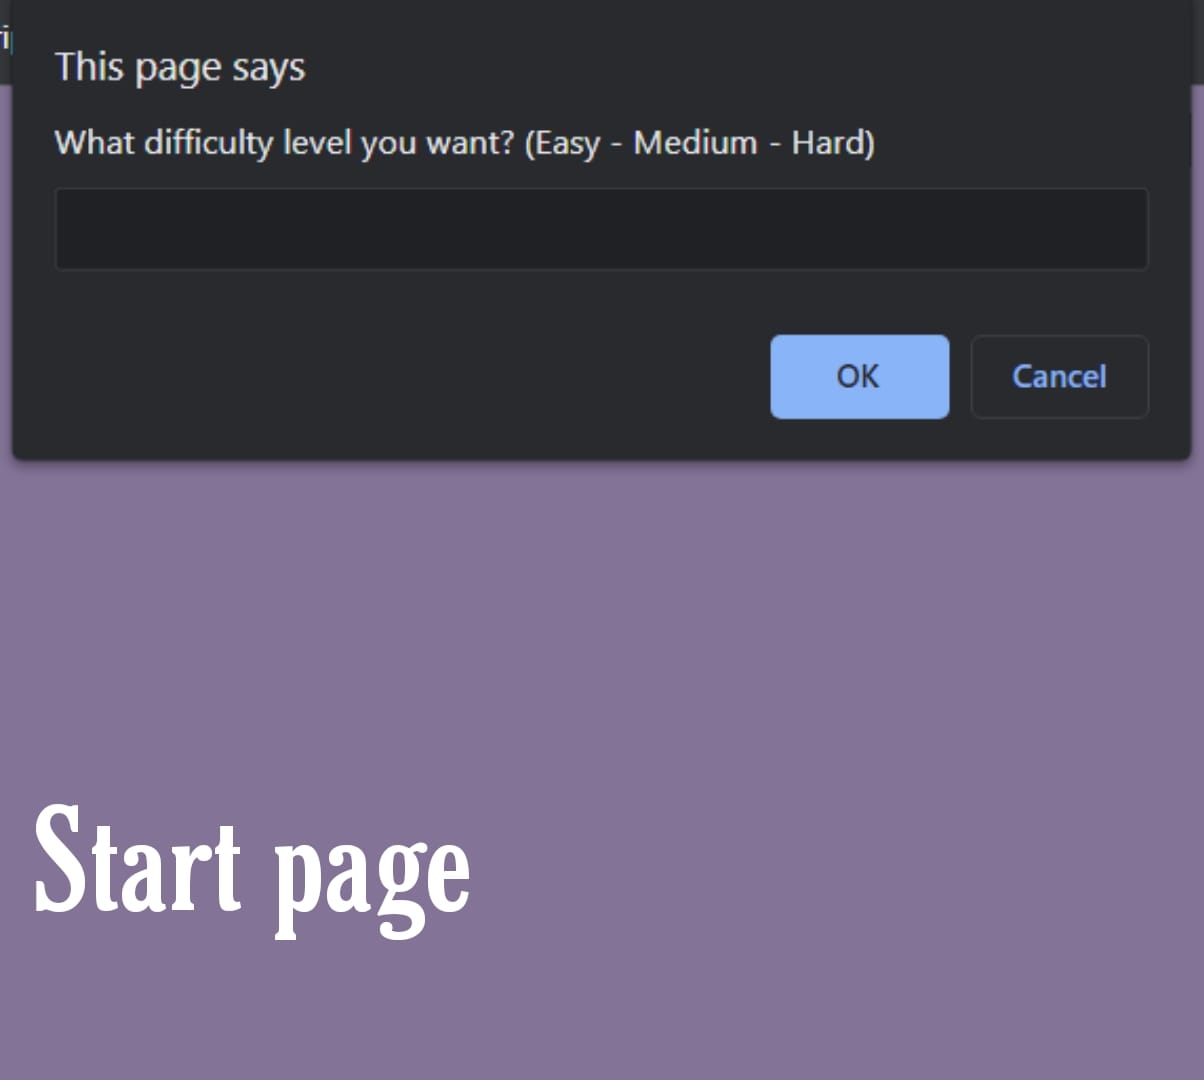 This page says
What difficulty level you want? (Easy - Medium - Hard)
OK
Cancel
Start page